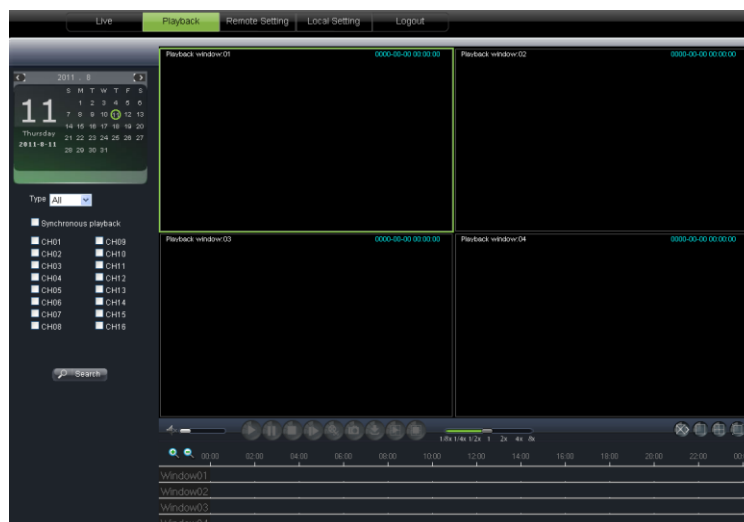 Live Playback Remote Setting Local Setting Logout
2011 . 8
S M T W T F S
1 2 3 4 5 6
7 8 9 10 11 12 13
14 15 16 17 18 19 20
21 22 23 24 25 26 27
28 29 30 31
11
Thursday
2011-8-11
Type All
Synchronous playback
CH01 CH09
CH02 CH10
CH03 CH11
CH04 CH12
CH05 CH13
CH06 CH14
CH07 CH15
CH08 CH16
Search
Playback window:01 0000-00-00 00:00:00
Playback window:02 0000-00-00 00:00:00
Playback window:03 0000-00-00 00:00:00
Playback window:04 0000-00-00 00:00:00
1/8x 1/4x 1/2x 1 2x 4x 8x
00:00 02:00 04:00 06:00 08:00 10:00 12:00 14:00 16:00 18:00 20:00 22:00 00:
Window01
Window02
Window03